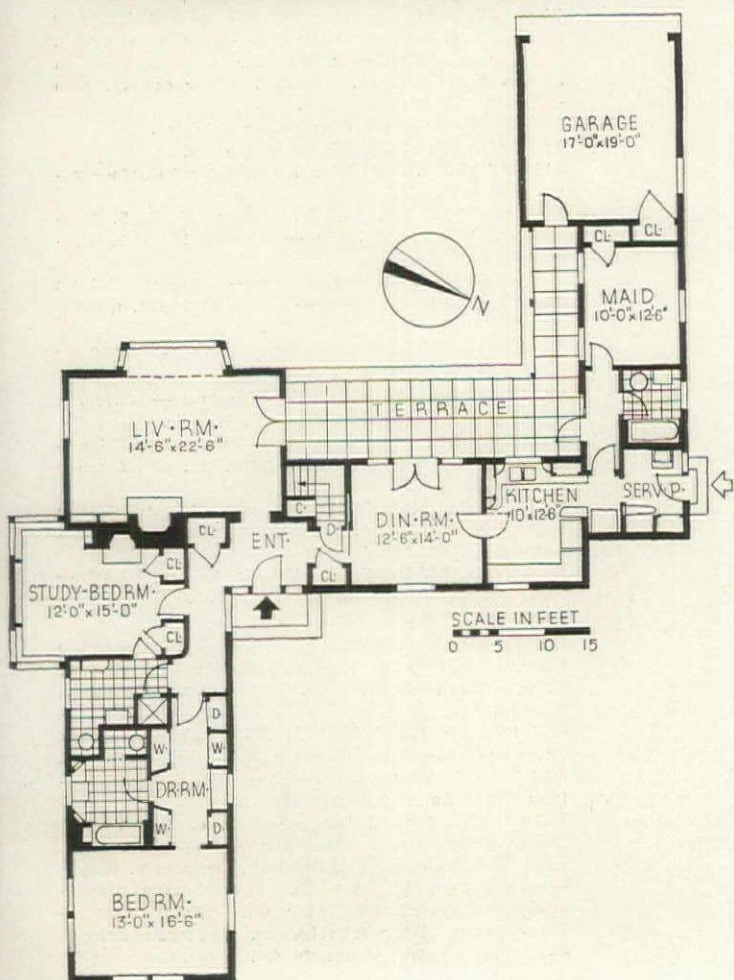 GARAGE
17'-0"x19'-0"
CL·
CL·
MAID
10'-0"x12'-6"
N
TERRACE
LIV·RM·
14'-6"x22'-6"
C·
D·
DIN·RM·
12'-6"x14'-0"
KITCHEN
10'x12'-6"
SERV·P·
CL·
ENT·
CL·
CL·
STUDY-BEDRM·
12'-0"x15'-0"
CL·
SCALE IN FEET
0 5 10 15
D·
W·
W·
DR·RM·
W·
D·
BED RM·
13'-0"x16'-6"